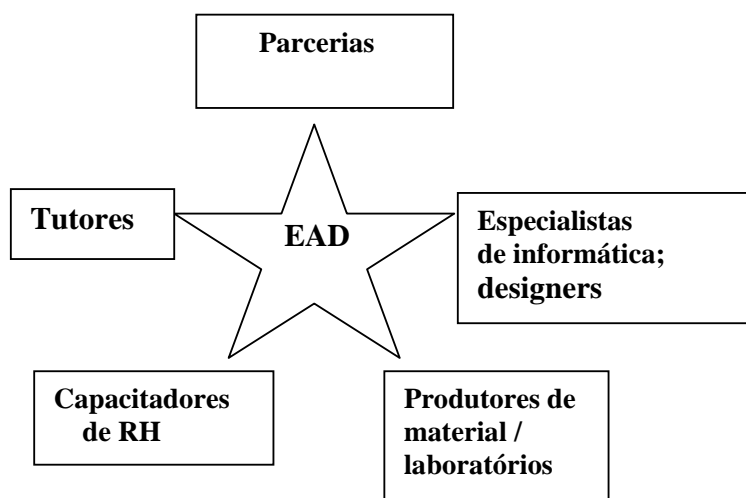 Parcerias
Tutores
EAD
Especialistas
de informática;
designers
Capacitadores
de RH
Produtores de
material /
laboratórios